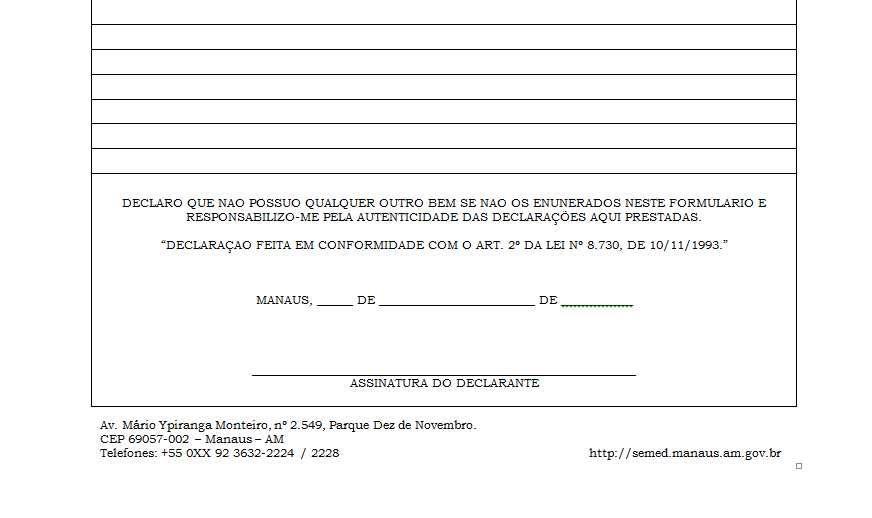 DECLARO QUE NAO POSSUO QUALQUER OUTRO BEM SE NAO OS ENUNERADOS NESTE FORMULARIO E
RESPONSABILIZO-ME PELA AUTENTICIDADE DAS DECLARAÇÕES AQUI PRESTADAS.
“DECLARAÇAO FEITA EM CONFORMIDADE COM O ART. 2º DA LEI Nº 8.730, DE 10/11/1993.”
MANAUS, _____ DE ______________________ DE __________
ASSINATURA DO DECLARANTE
Av. Mário Ypiranga Monteiro, nº 2.549, Parque Dez de Novembro.
CEP 69057-002 – Manaus – AM
Telefones: +55 0XX 92 3632-2224 / 2228 http://semed.manaus.am.gov.br